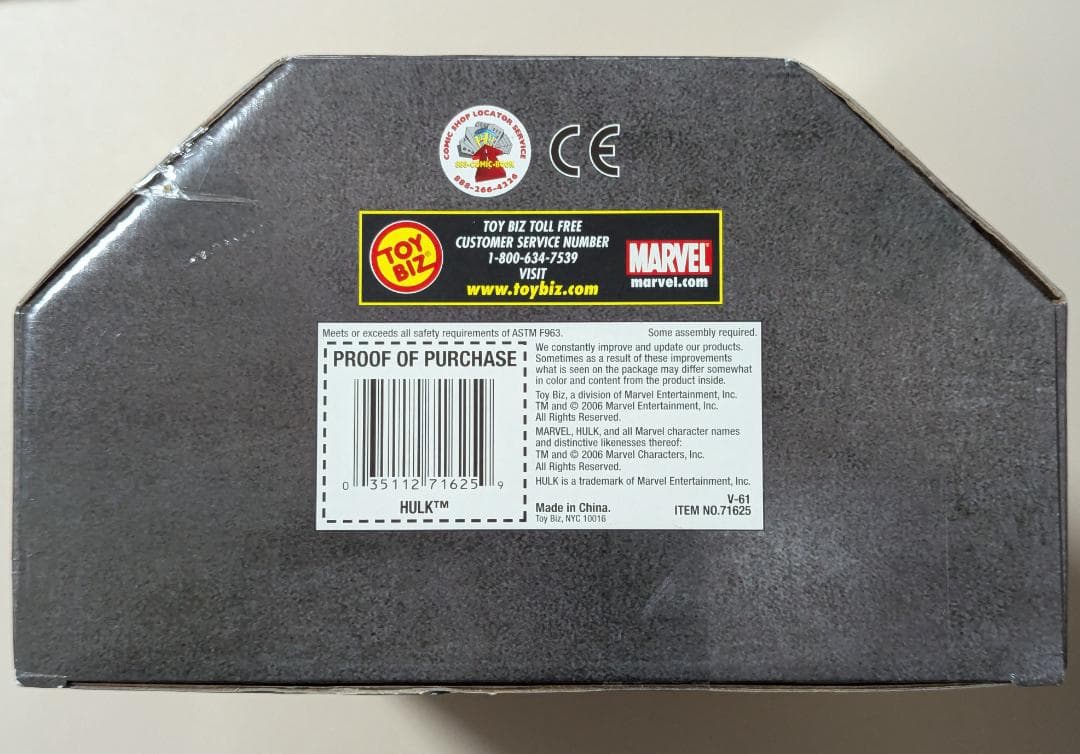 COMIC SHOP LOCATOR SERVICE
888-COMIC-BOOK
888-266-4226
CE
TOY BIZ
TOY BIZ TOLL FREE
CUSTOMER SERVICE NUMBER
1-800-634-7539
VISIT
www.toybiz.com
MARVEL
marvel.com
Meets or exceeds all safety requirements of ASTM F963.
Some assembly required.
PROOF OF PURCHASE
0 35112 71625 9
HULK™
We constantly improve and update our products.
Sometimes as a result of these improvements
what is seen on the package may differ somewhat
in color and content from the product inside.
Toy Biz, a division of Marvel Entertainment, Inc.
TM and © 2006 Marvel Entertainment, Inc.
All Rights Reserved.
MARVEL, HULK, and all Marvel character names
and distinctive likenesses thereof:
TM and © 2006 Marvel Characters, Inc.
All Rights Reserved.
HULK is a trademark of Marvel Entertainment, Inc.
V-61
Made in China.
ITEM NO.71625
Toy Biz, NYC 10016